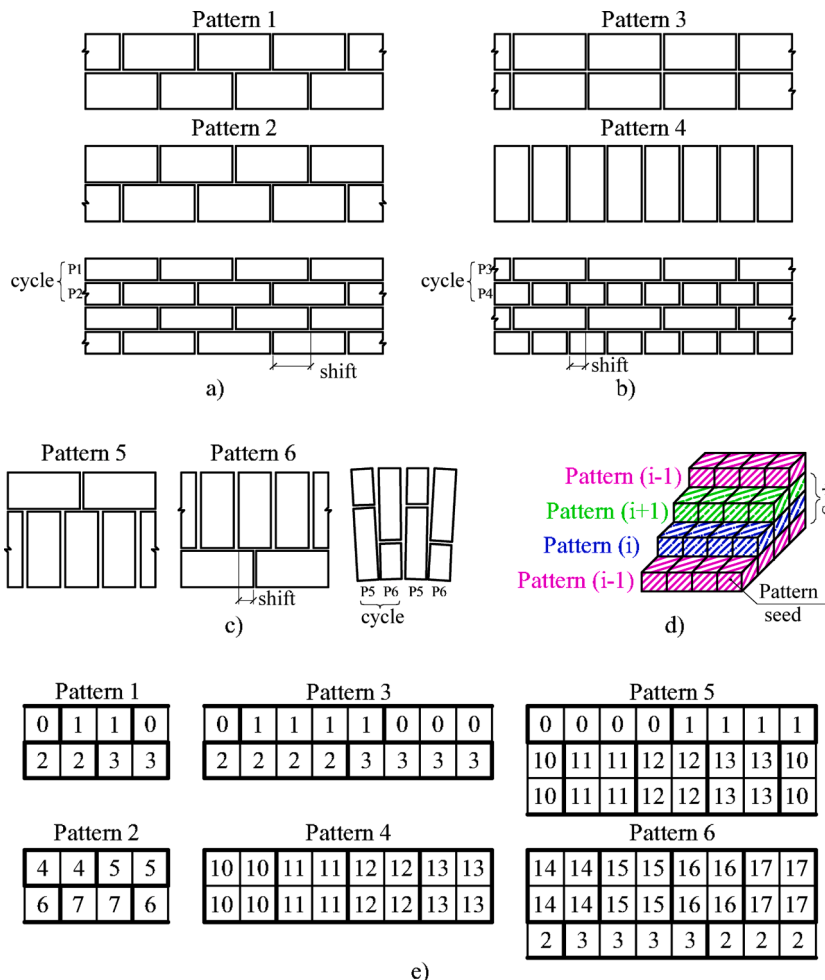 Pattern 1
Pattern 3
Pattern 2
Pattern 4
cycle P1
P2
cycle P3
P4
shift
shift
a)
b)
Pattern 5
Pattern 6
shift
P5 P6 P5 P6
cycle
c)
Pattern (i-1)
Pattern (i+1)
Pattern (i)
Pattern (i-1)
Pattern
seed
d)
Pattern 1
0 1 1 0
2 2 3 3
Pattern 3
0 1 1 1 1 0 0 0
2 2 2 2 3 3 3 3
Pattern 5
0 0 0 0 1 1 1 1
10 11 11 12 12 13 13 10
10 11 11 12 12 13 13 10
Pattern 2
4 4 5 5
6 7 7 6
Pattern 4
10 10 11 11 12 12 13 13
10 10 11 11 12 12 13 13
Pattern 6
14 14 15 15 16 16 17 17
14 14 15 15 16 16 17 17
2 3 3 3 3 2 2 2
e)